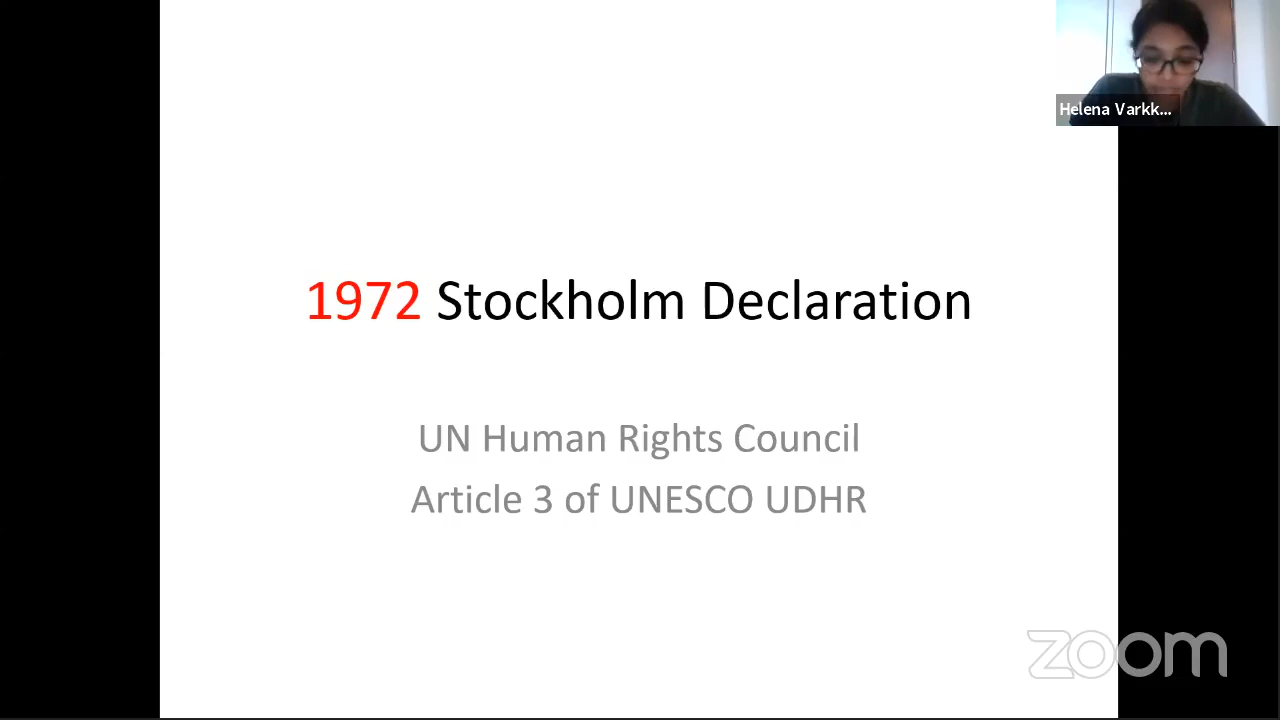 Helena Varkk...
1972 Stockholm Declaration
UN Human Rights Council
Article 3 of UNESCO UDHR
zoom